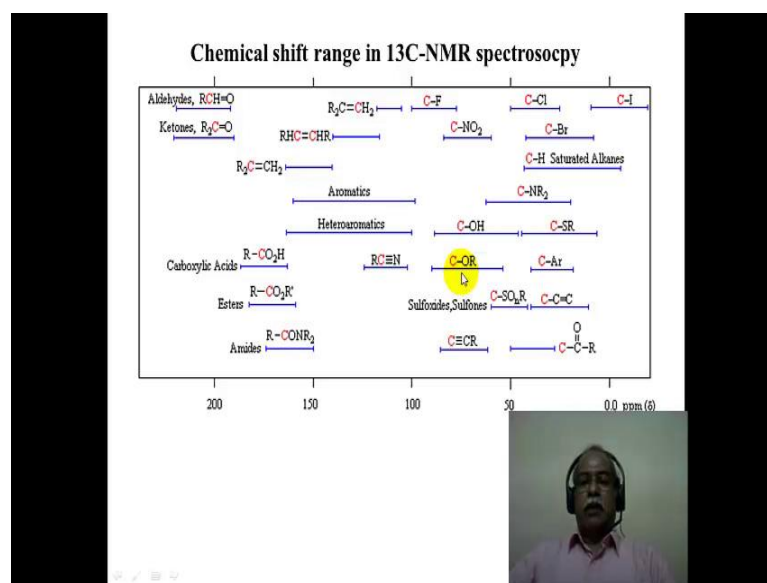 Chemical shift range in 13C-NMR spectrosocpy
Aldehydes, RCH=O
R₂C=CH₂
C–F
C–Cl
C–I
Ketones, R₂C=O
RHC=CHR
C–NO₂
C–Br
R₂C=CH₂
C–H Saturated Alkanes
Aromatics
C–NR₂
Heteroaromatics
C–OH
C–SR
Carboxylic Acids
R–CO₂H
RC≡N
C–OR
C–Ar
Esters
R–CO₂R'
Sulfoxides,Sulfones
C–SOₙR
C–C=C
Amides
R–CONR₂
C≡CR
O
C–C–R
200 150 100 50 0.0 ppm (δ)